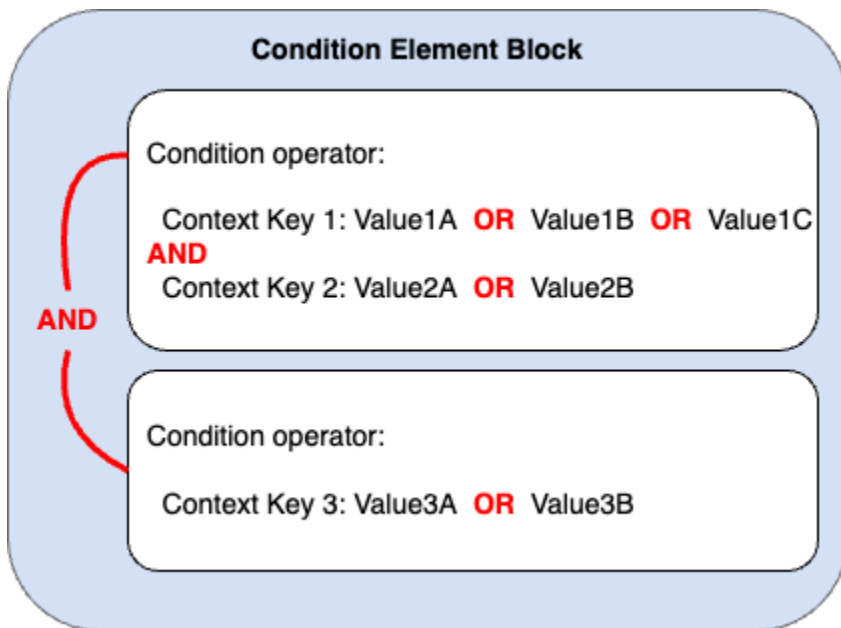 Condition Element Block
Condition operator:
Context Key 1: Value1A OR Value1B OR Value1C
AND
Context Key 2: Value2A OR Value2B
AND
Condition operator:
Context Key 3: Value3A OR Value3B